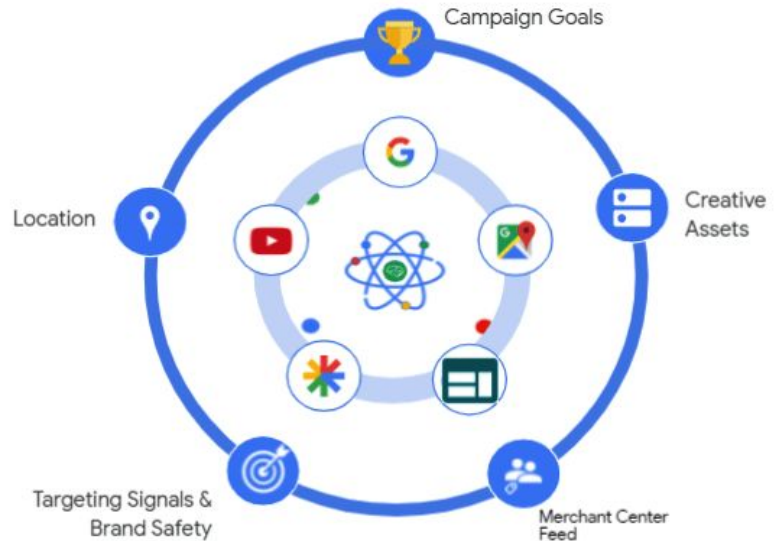 Campaign Goals
Location
Creative
Assets
Targeting Signals &
Brand Safety
Merchant Center
Feed